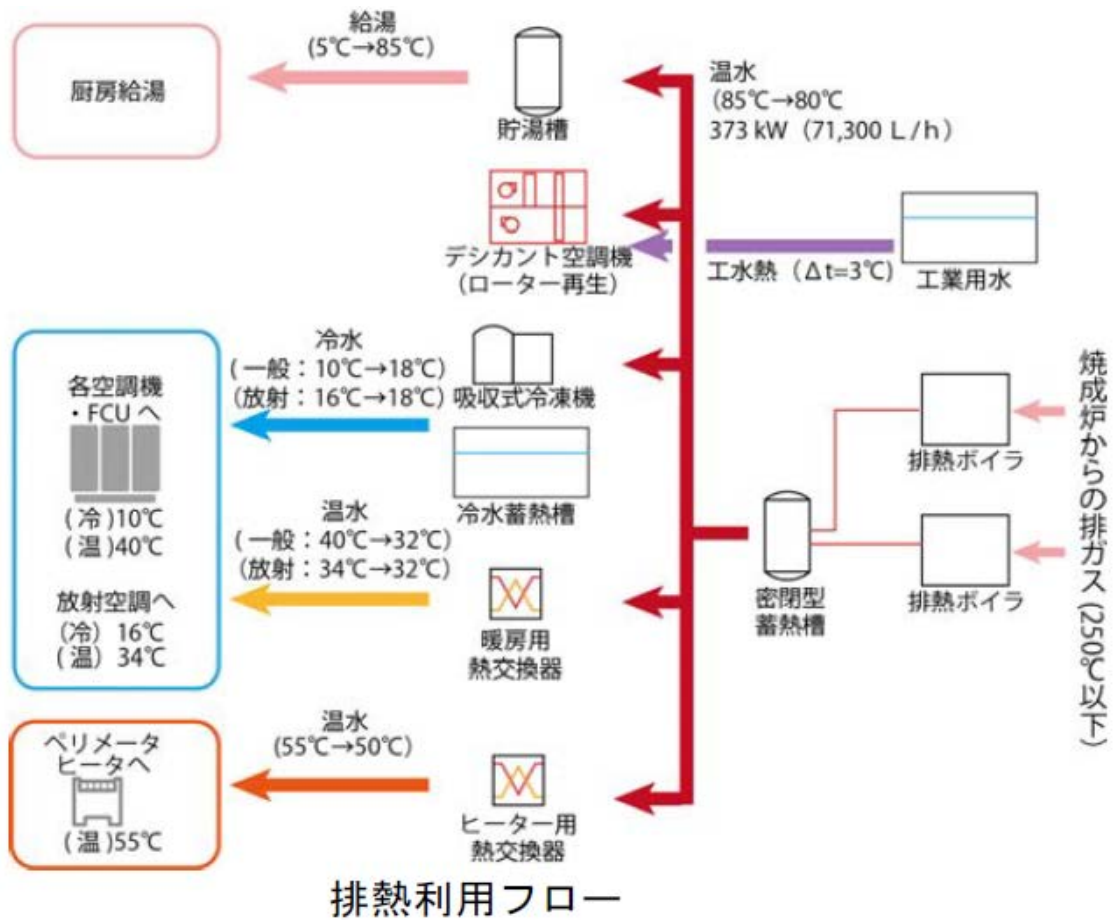 給湯
(5℃→85℃)
厨房給湯
貯湯槽
温水
(85℃→80℃
373 kW (71,300 L/h)
デシカント空調機
(ローター再生)
工水熱 (Δt=3℃)
工業用水
冷水
(一般:10℃→18℃)
(放射:16℃→18℃)
吸収式冷凍機
冷水蓄熱槽
各空調機
・FCUへ
(冷)10℃
(温)40℃
放射空調へ
(冷) 16℃
(温) 34℃
温水
(一般:40℃→32℃)
(放射:34℃→32℃)
暖房用
熱交換器
密閉型
蓄熱槽
排熱ボイラ
排熱ボイラ
焼成炉からの排ガス(250℃以下)
ペリメータ
ヒータへ
(温)55℃
温水
(55℃→50℃)
ヒーター用
熱交換器
排熱利用フロー